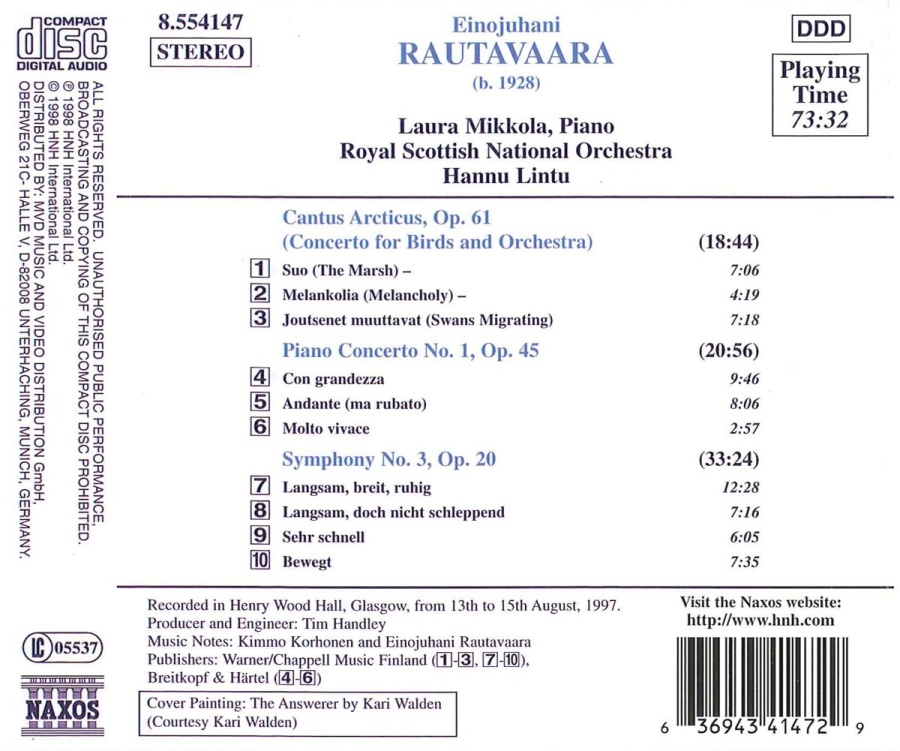 COMPACT
disc
DIGITAL AUDIO
8.554147
STEREO
Einojuhani
RAUTAVAARA
(b. 1928)
DDD
Playing
Time
73:32
Laura Mikkola, Piano
Royal Scottish National Orchestra
Hannu Lintu
ALL RIGHTS RESERVED. UNAUTHORISED PUBLIC PERFORMANCE,
BROADCASTING AND COPYING OF THIS COMPACT DISC PROHIBITED.
℗ 1998 HNH International Ltd.
© 1998 HNH International Ltd.
DISTRIBUTED BY: MVD MUSIC AND VIDEO DISTRIBUTION GmbH,
OBERWEG 21C- HALLE V, D-82008 UNTERHACHING, MUNICH, GERMANY.
Cantus Arcticus, Op. 61
(Concerto for Birds and Orchestra) (18:44)
1 Suo (The Marsh) – 7:06
2 Melankolia (Melancholy) – 4:19
3 Joutsenet muuttavat (Swans Migrating) 7:18
Piano Concerto No. 1, Op. 45 (20:56)
4 Con grandezza 9:46
5 Andante (ma rubato) 8:06
6 Molto vivace 2:57
Symphony No. 3, Op. 20 (33:24)
7 Langsam, breit, ruhig 12:28
8 Langsam, doch nicht schleppend 7:16
9 Sehr schnell 6:05
10 Bewegt 7:35
Recorded in Henry Wood Hall, Glasgow, from 13th to 15th August, 1997.
Producer and Engineer: Tim Handley
Music Notes: Kimmo Korhonen and Einojuhani Rautavaara
Publishers: Warner/Chappell Music Finland (1-3, 7-10),
Breitkopf & Härtel (4-6)
Cover Painting: The Answerer by Kari Walden
(Courtesy Kari Walden)
Visit the Naxos website:
http://www.hnh.com
6 36943 41472 9
LC 05537
NAXOS